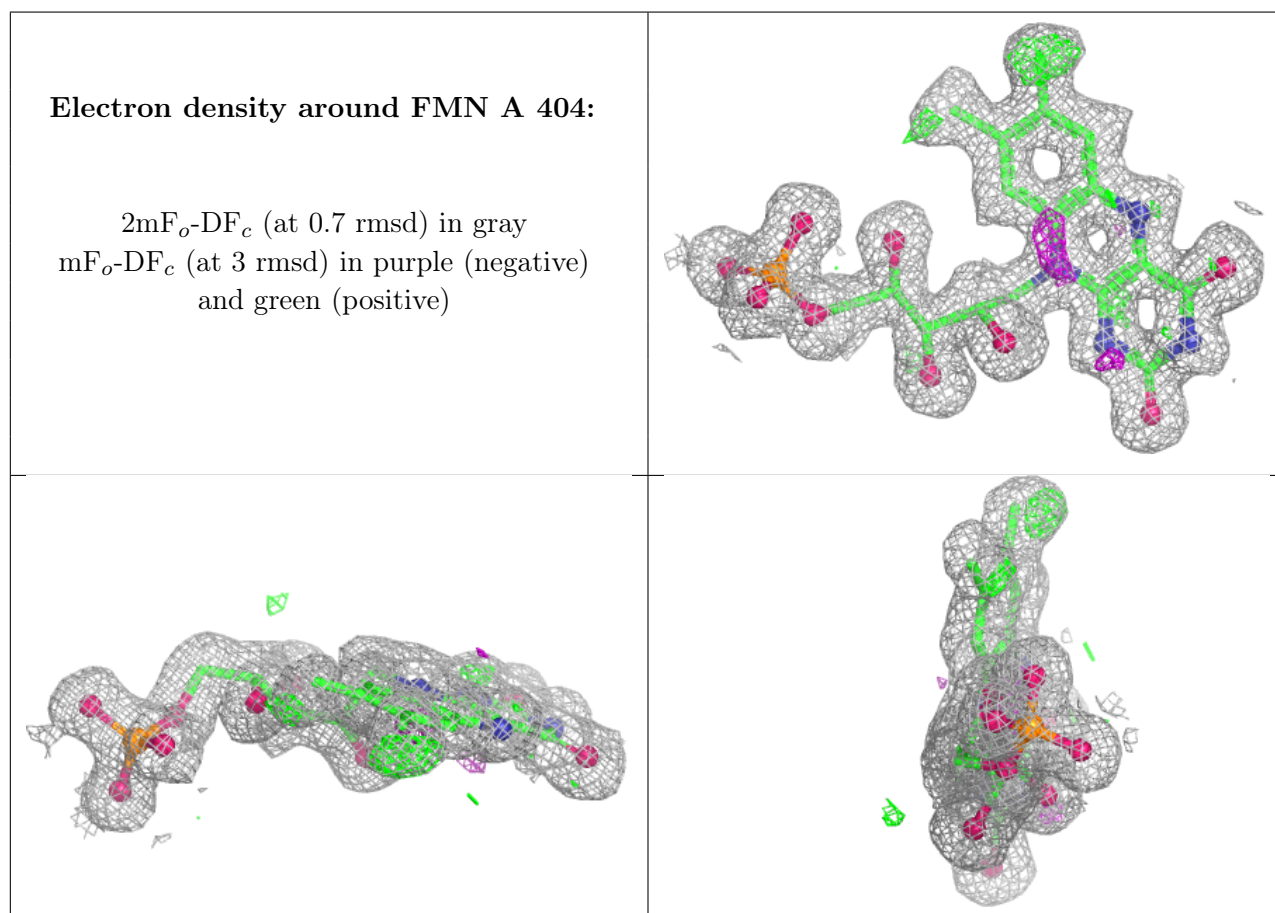 Electron density around FMN A 404:
2mFo-DFc (at 0.7 rmsd) in gray
mFo-DFc (at 3 rmsd) in purple (negative)
and green (positive)